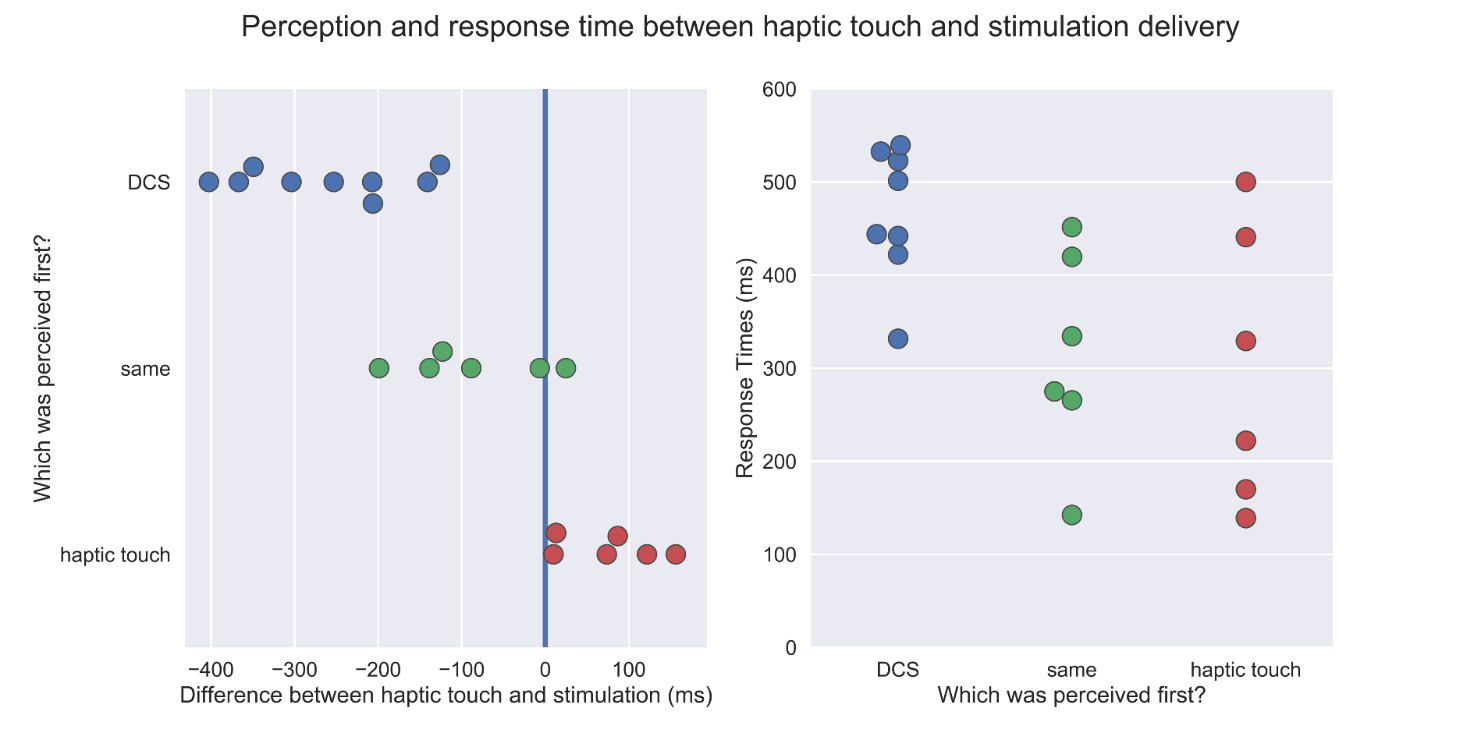 Perception and response time between haptic touch and stimulation delivery
Which was perceived first?
DCS
same
haptic touch
−400 −300 −200 −100 0 100
Difference between haptic touch and stimulation (ms)
Response Times (ms)
600
500
400
300
200
100
0
DCS same haptic touch
Which was perceived first?